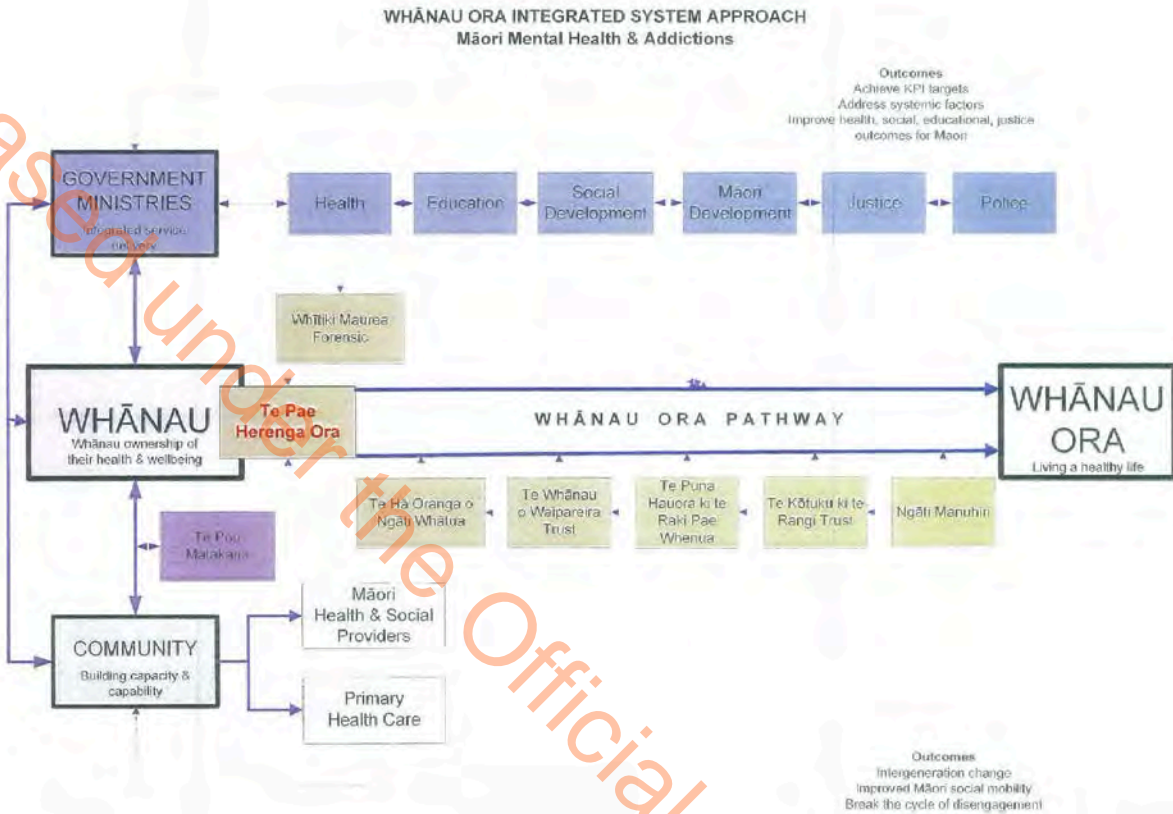 WHĀNAU ORA INTEGRATED SYSTEM APPROACH
Māori Mental Health & Addictions
Outcomes
Achieve KPI targets
Address systemic factors
Improve health, social, educational, justice
outcomes for Maori
GOVERNMENT
MINISTRIES
Integrated service
delivery
Health
Education
Social
Development
Māori
Development
Justice
Police
Whītiki Maurea
Forensic
WHĀNAU
Whānau ownership of
their health & wellbeing
Te Pae
Herenga Ora
WHĀNAU ORA PATHWAY
WHĀNAU
ORA
Living a healthy life
Te Hā Oranga o
Ngāti Whātua
Te Whānau
o Waipareira
Trust
Te Puna
Hauora ki te
Raki Pae
Whenua
Te Kōtuku ki te
Rangi Trust
Ngāti Manuhiri
Te Pou
Matakana
COMMUNITY
Building capacity &
capability
Māori
Health & Social
Providers
Primary
Health Care
Outcomes
Intergeneration change
Improved Māori social mobility
Break the cycle of disengagement
ased under the Official